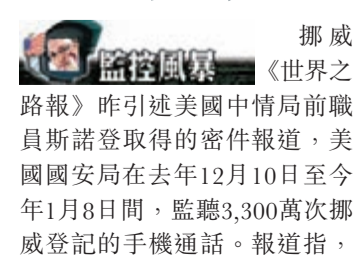 監控風暴
挪威
《世界之
路報》昨引述美國中情局前職
員斯諾登取得的密件報道，美
國國安局在去年12月10日至今
年1月8日間，監聽3,300萬次挪
威登記的手機通話。報道指，